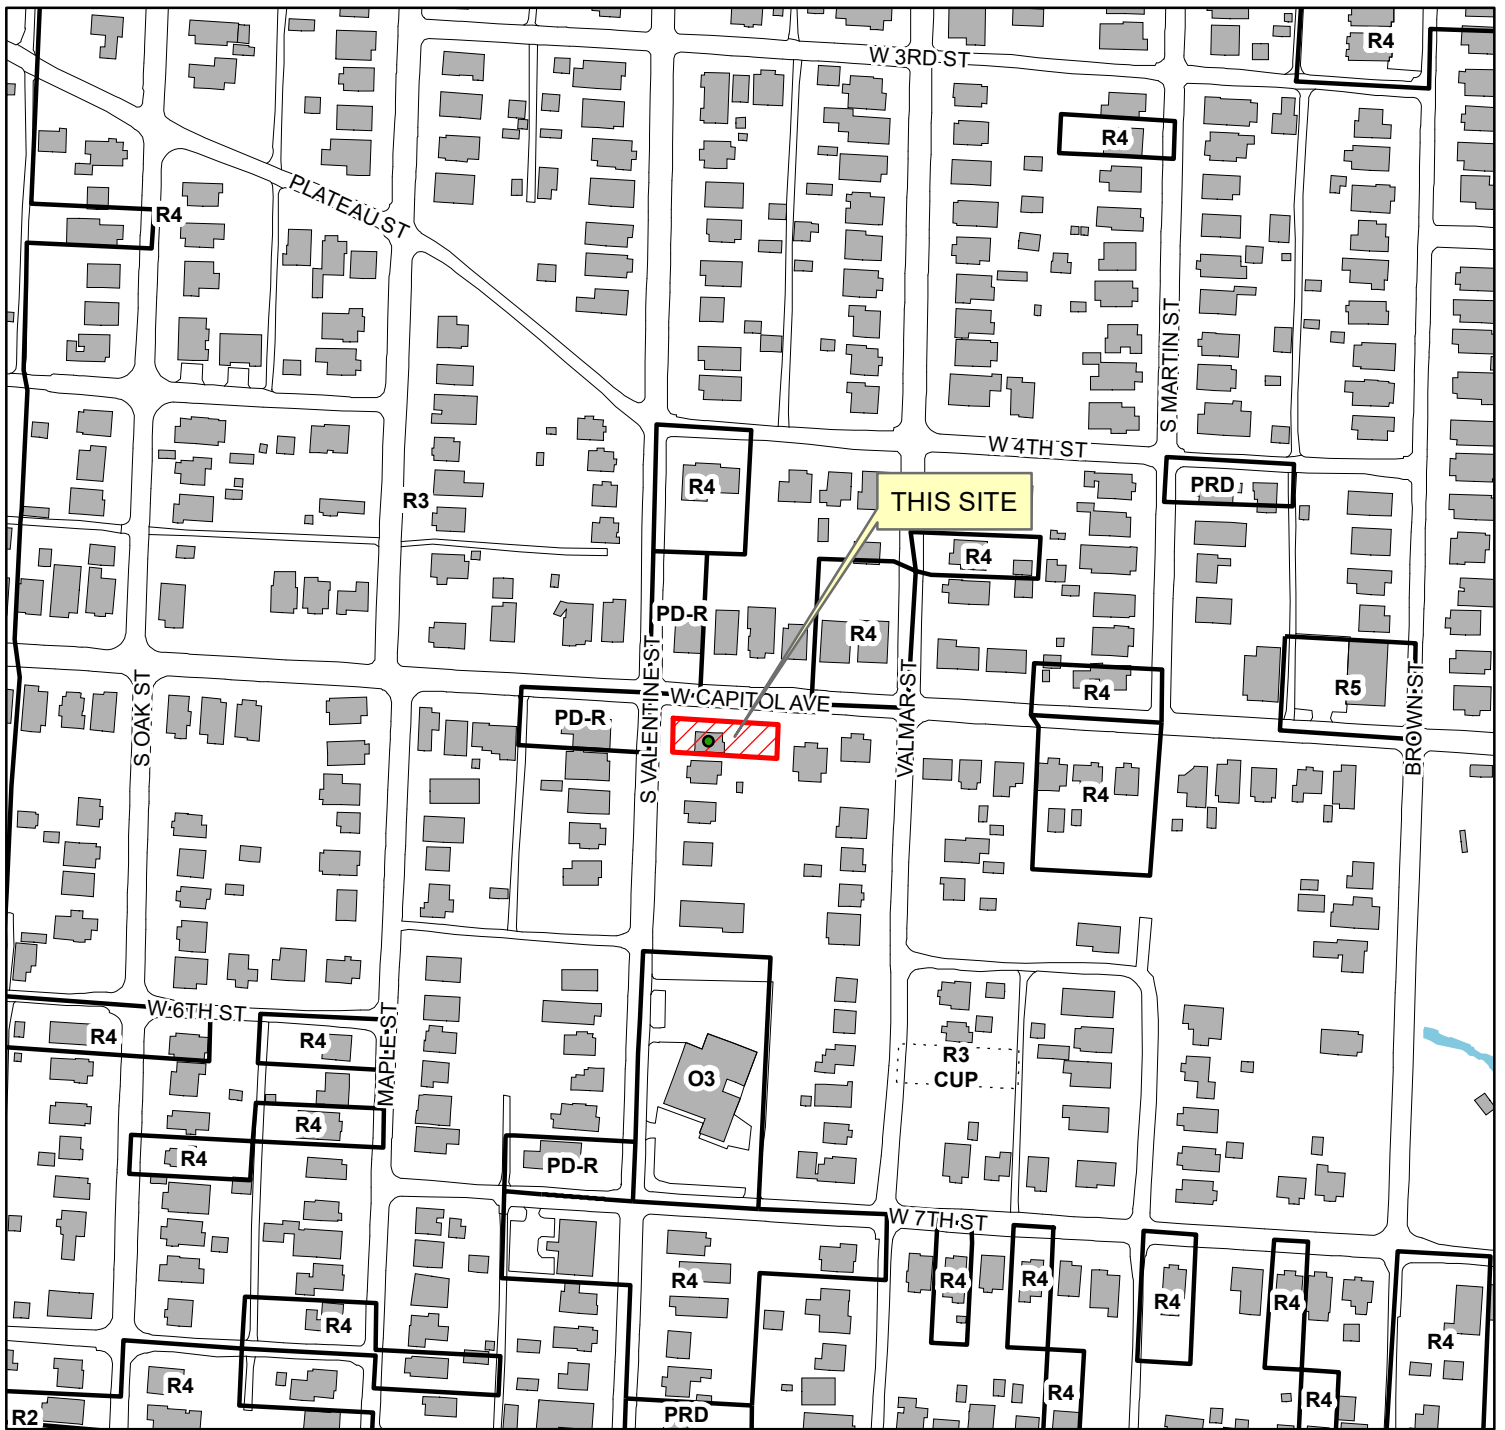 R4
W 3RD ST
R4
PLATEAU ST
R4
S MARTIN ST
W 4TH ST
R4
R3
THIS SITE
PRD
R4
PD-R
R4
S VALENTINE ST
VALMAR ST
R4
R5
BROWN ST
W CAPITOL AVE
PD-R
S OAK ST
R4
W 6TH ST
R4
R4
MAPLE ST
R3
CUP
O3
R4
R4
PD-R
W 7TH ST
R4
R4
R4
R4
R4
R4
R4
R4
R4
R4
R2
PRD